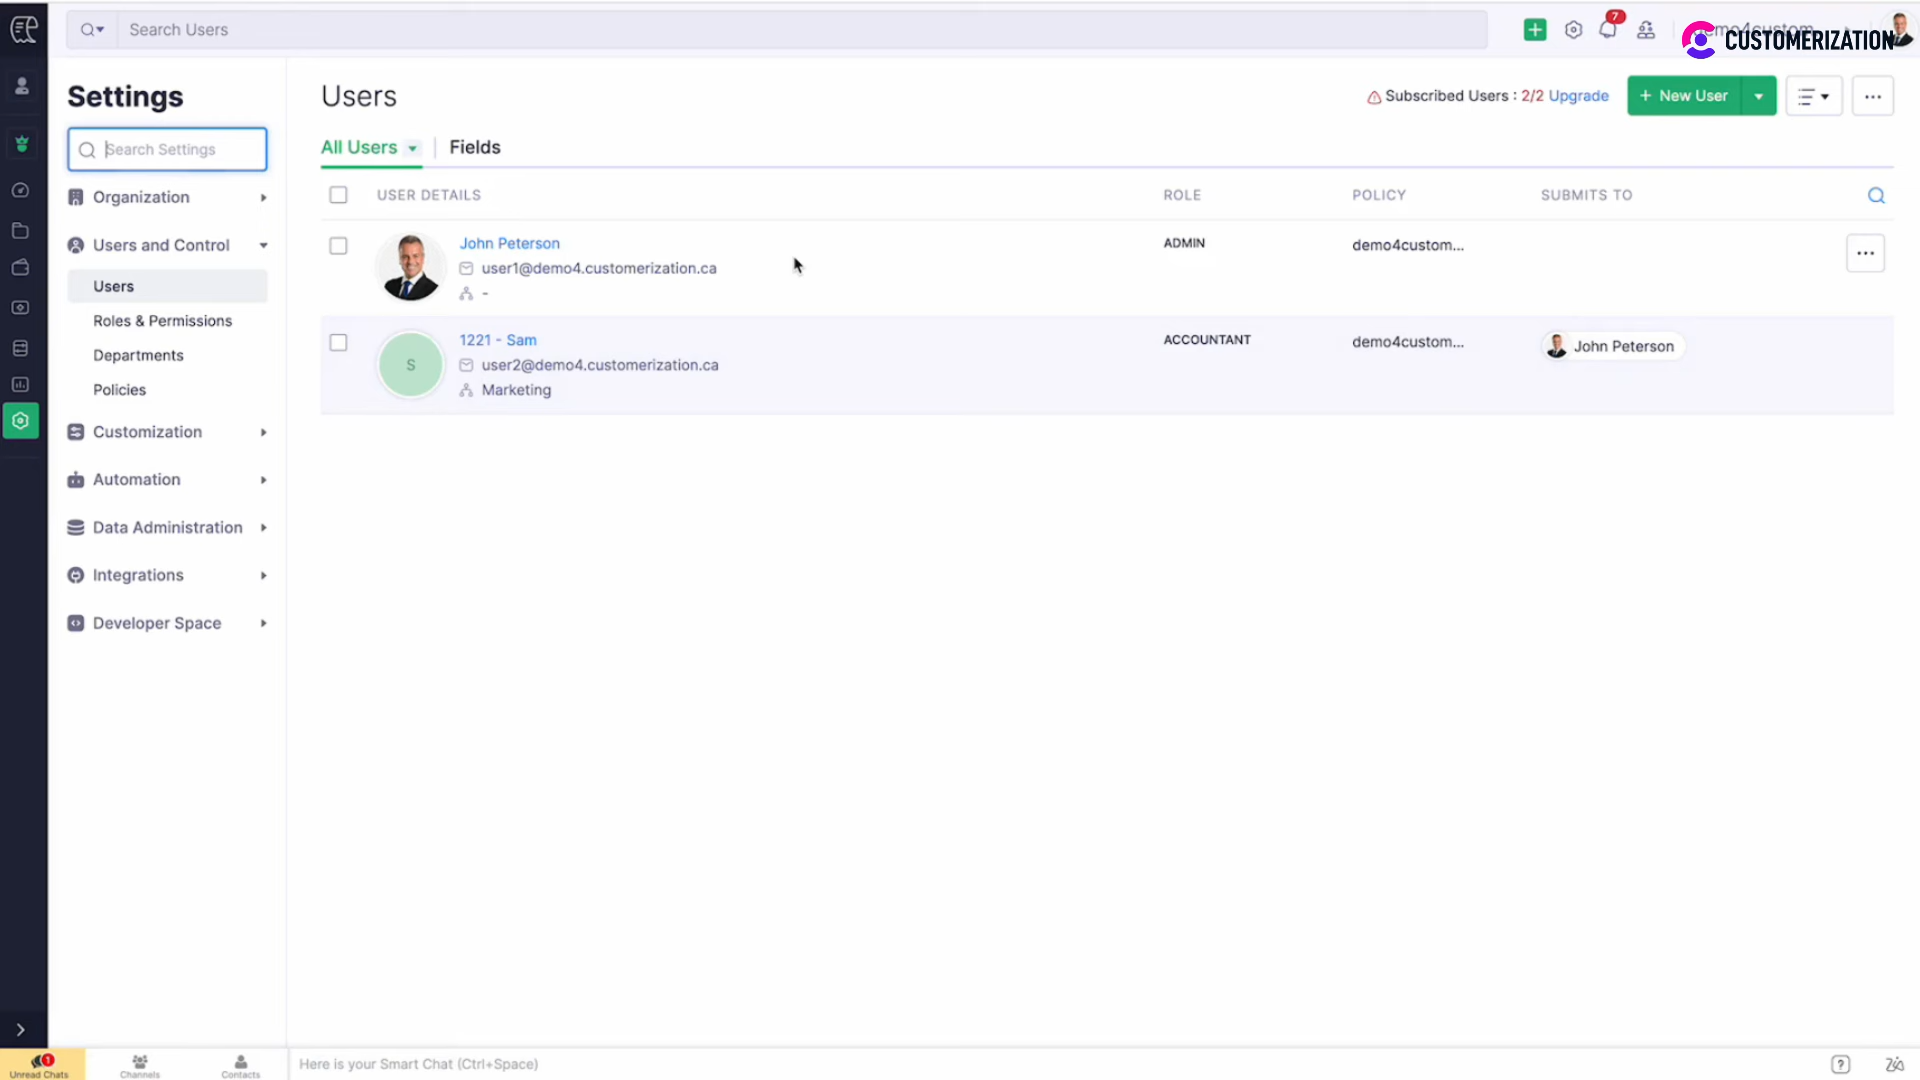 Search Users
7
CUSTOMERIZATION
Settings
Search Settings
Organization
Users and Control
Users
Roles & Permissions
Departments
Policies
Customization
Automation
Data Administration
Integrations
Developer Space
Users
Subscribed Users : 2/2 Upgrade
+ New User
All Users
Fields
USER DETAILS
ROLE
POLICY
SUBMITS TO
John Peterson
user1@demo4.customerization.ca
-
ADMIN
demo4custom...
1221 - Sam
S
user2@demo4.customerization.ca
Marketing
ACCOUNTANT
demo4custom...
John Peterson
1
Unread Chats
Channels
Contacts
Here is your Smart Chat (Ctrl+Space)
?